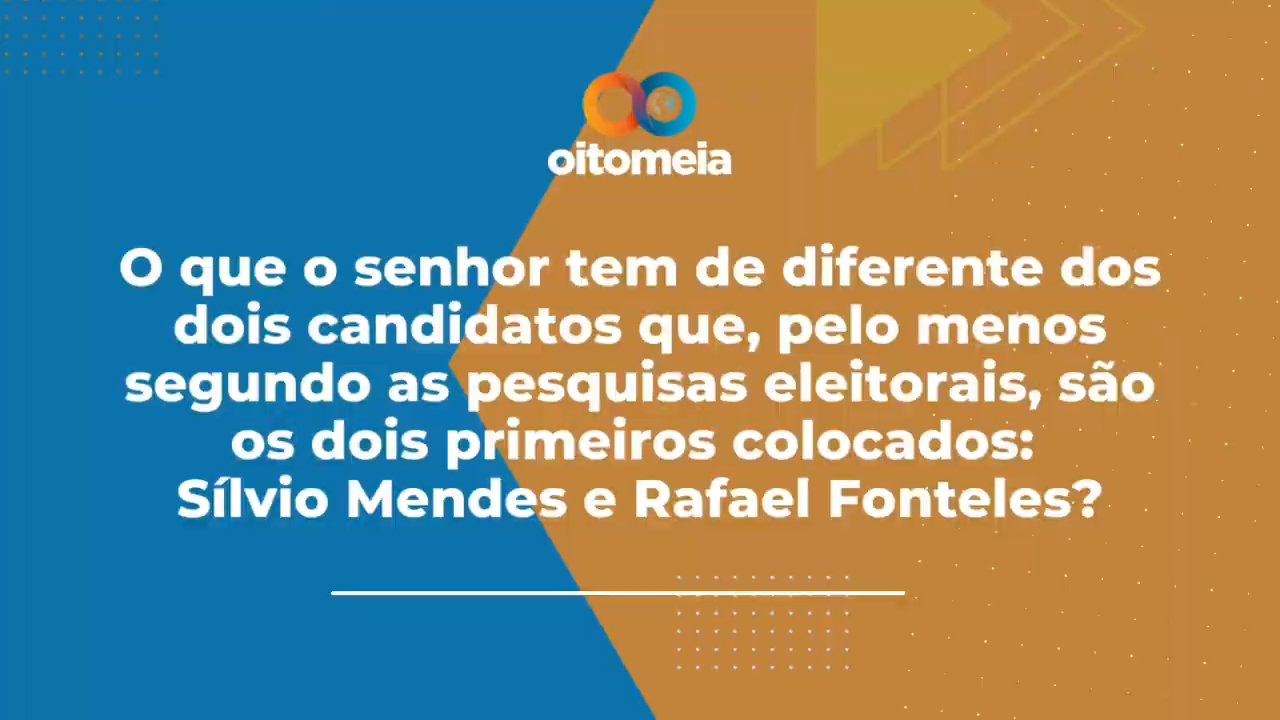 oitomeia
O que o senhor tem de diferente dos
dois candidatos que, pelo menos
segundo as pesquisas eleitorais, são
os dois primeiros colocados:
Sílvio Mendes e Rafael Fonteles?